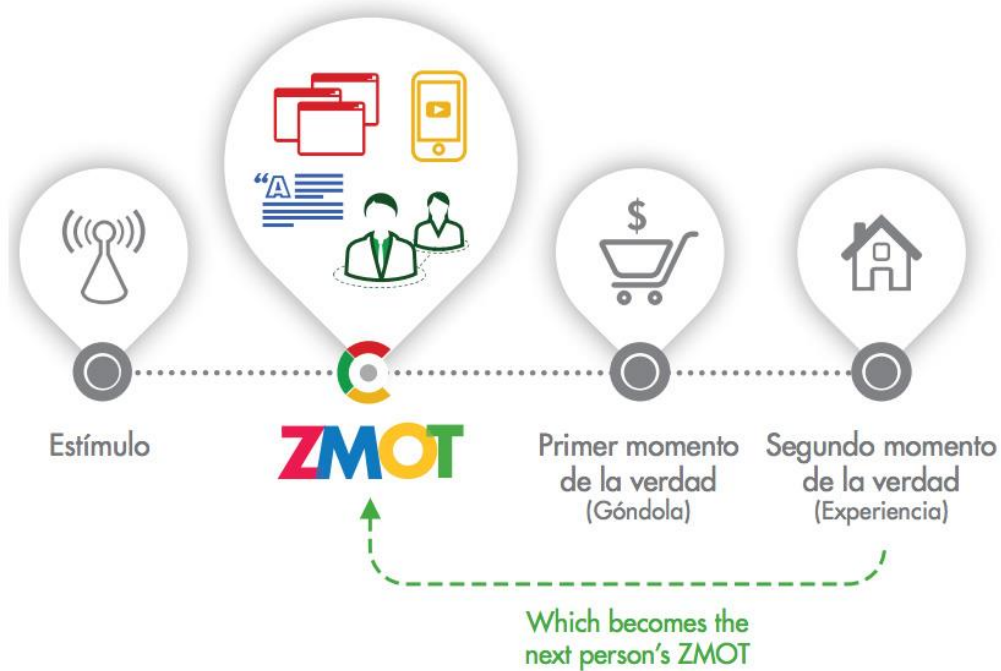 $
“A
Estímulo
ZMOT
Primer momento
de la verdad
(Góndola)
Segundo momento
de la verdad
(Experiencia)
Which becomes the
next person's ZMOT